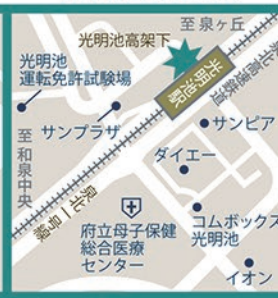 至泉ヶ丘
光明池高架下
光明池
運転免許試験場
光明池駅
泉北高速鉄道
サンプラザ
サンピア
至和泉中央
ダイエー
泉北1号線
府立母子保健
総合医療
センター
コムボックス
光明池
イオン